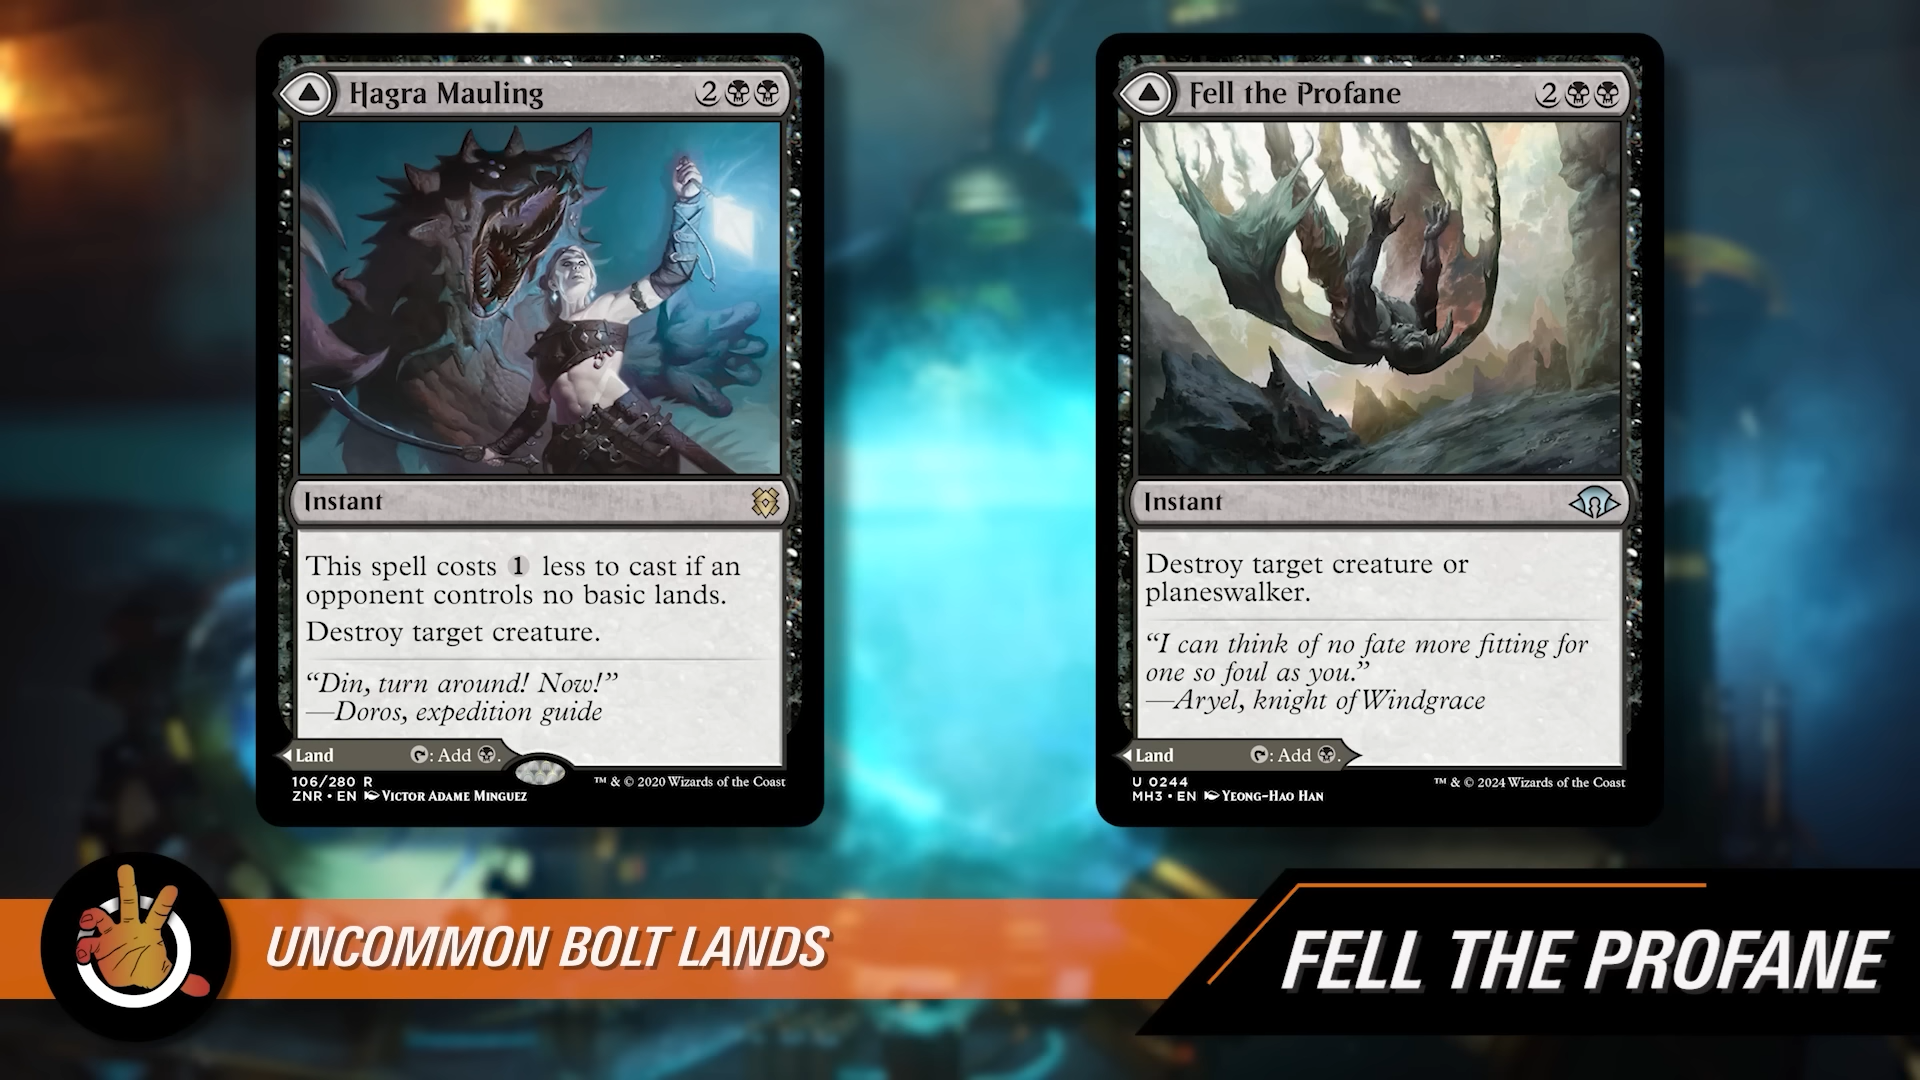 Hagra Mauling 2
Instant
This spell costs 1 less to cast if an
opponent controls no basic lands.
Destroy target creature.
“Din, turn around! Now!”
—Doros, expedition guide
Land : Add .
106/280 R
ZNR • EN Victor Adame Minguez
™ & © 2020 Wizards of the Coast
Fell the Profane 2
Instant
Destroy target creature or
planeswalker.
“I can think of no fate more fitting for
one so foul as you.”
—Aryel, knight of Windgrace
Land : Add .
U 0244
MH3 • EN Yeong-Hao Han
™ & © 2024 Wizards of the Coast
UNCOMMON BOLT LANDS
FELL THE PROFANE